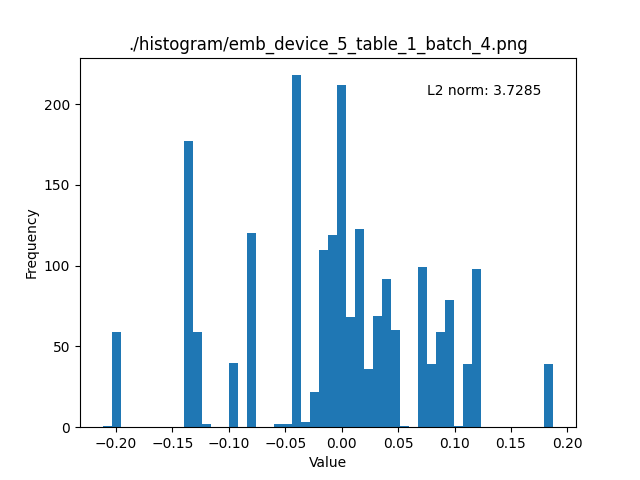 ./histogram/emb_device_5_table_1_batch_4.png
L2 norm: 3.7285
Frequency
200
150
100
50
0
−0.20 −0.15 −0.10 −0.05 0.00 0.05 0.10 0.15 0.20
Value